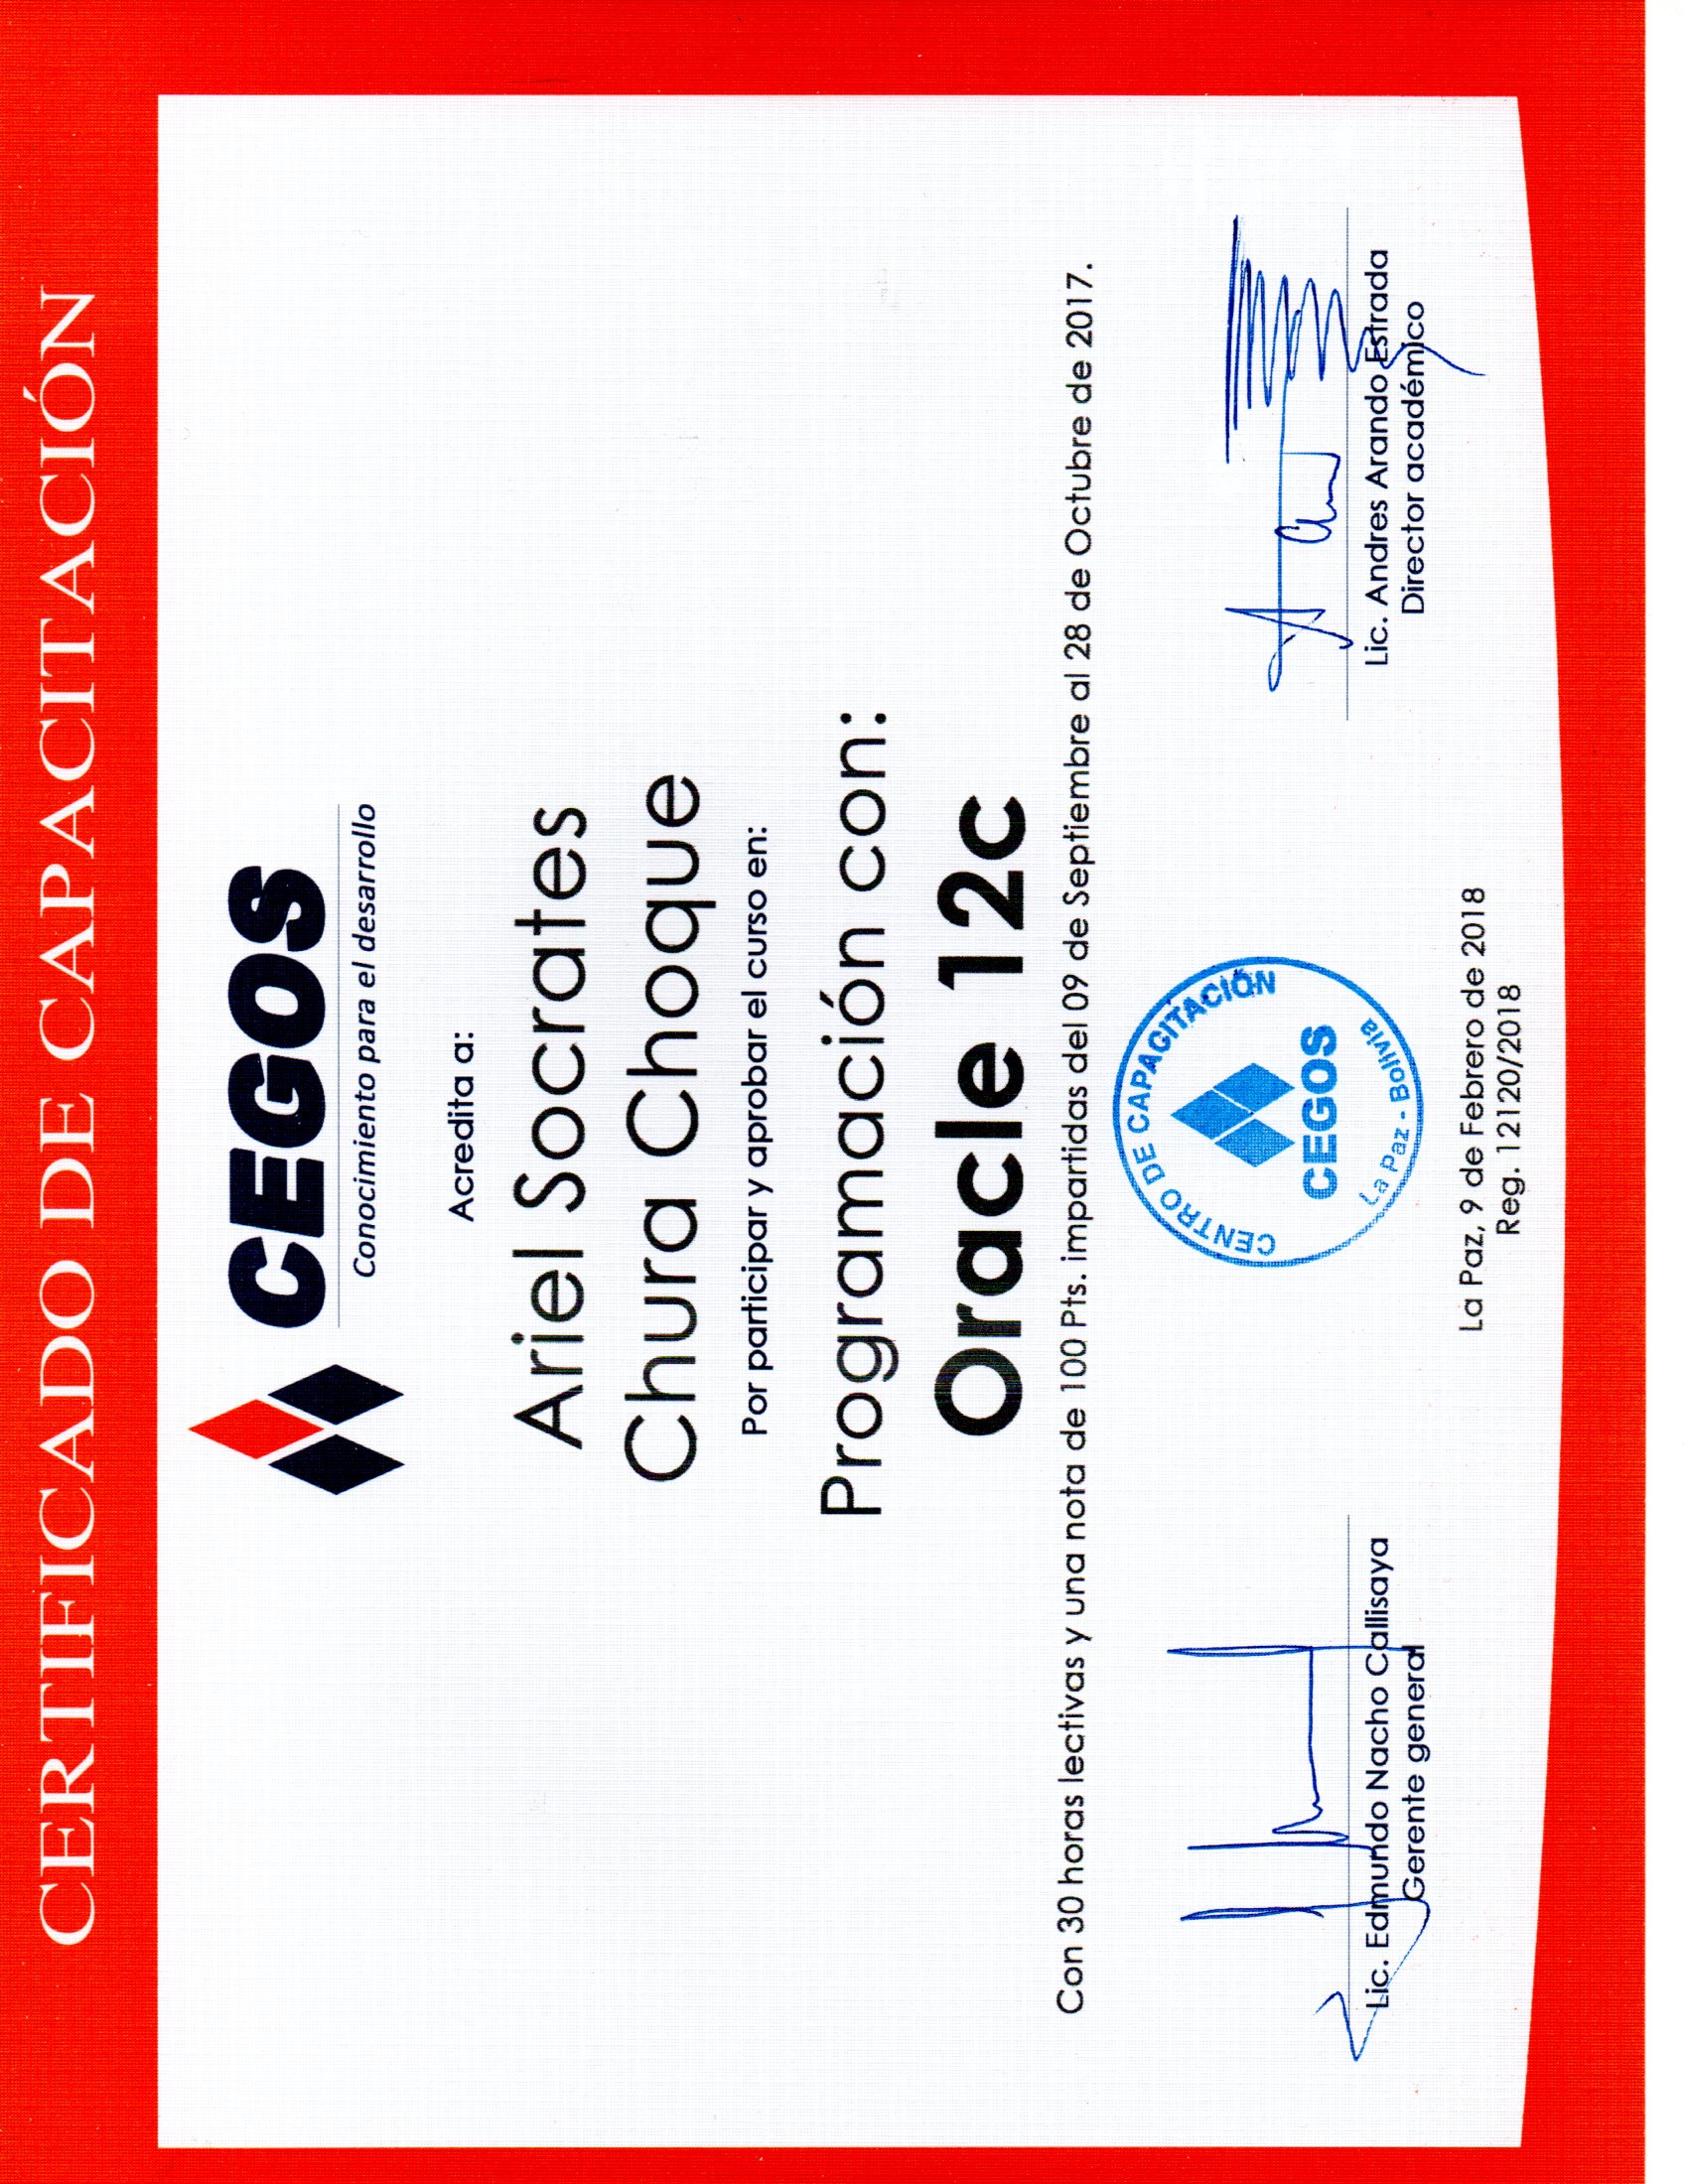 CERTIFICADO DE CAPACITACIÓN
CEGOS
Conocimiento para el desarrollo
Acredita a:
Ariel Socrates
Chura Choque
Por participar y aprobar el curso en:
Programación con:
Oracle 12c
Con 30 horas lectivas y una nota de 100 Pts. impartidas del 09 de Septiembre al 28 de Octubre de 2017.
CENTRO DE CAPACITACIÓN
CEGOS
La Paz - Bolivia
Lic. Edmundo Nacho Callisaya
Gerente general
Lic. Andres Arando Estrada
Director académico
La Paz, 9 de Febrero de 2018
Reg. 12120/2018